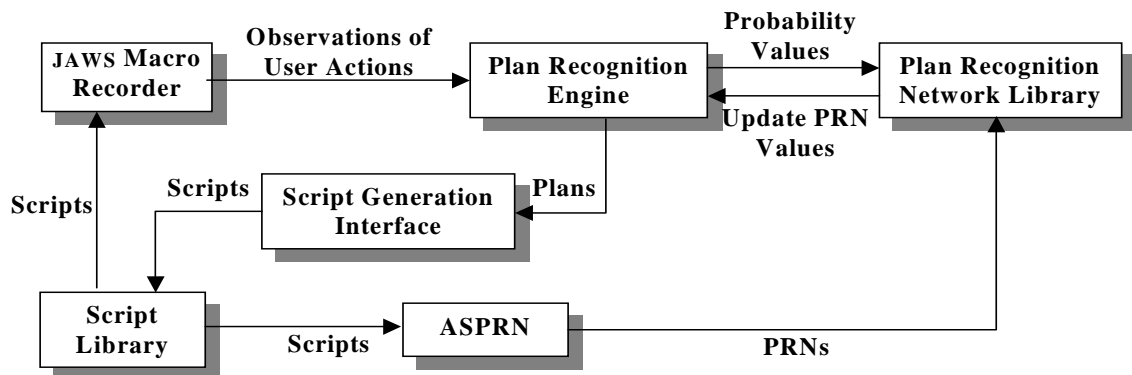 JAWS Macro
Recorder
Observations of
User Actions
Plan Recognition
Engine
Probability
Values
Plan Recognition
Network Library
Update PRN
Values
Scripts
Scripts
Script Generation
Interface
Plans
Script
Library
Scripts
ASPRN
PRNs